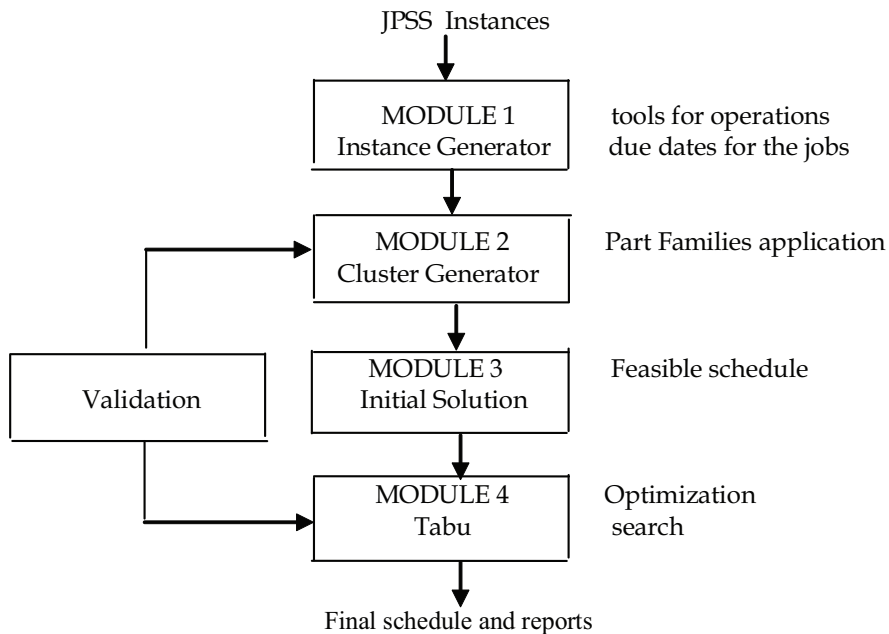 JPSS Instances
MODULE 1
Instance Generator
tools for operations
due dates for the jobs
MODULE 2
Cluster Generator
Part Families application
MODULE 3
Initial Solution
Feasible schedule
Validation
MODULE 4
Tabu
Optimization
search
Final schedule and reports